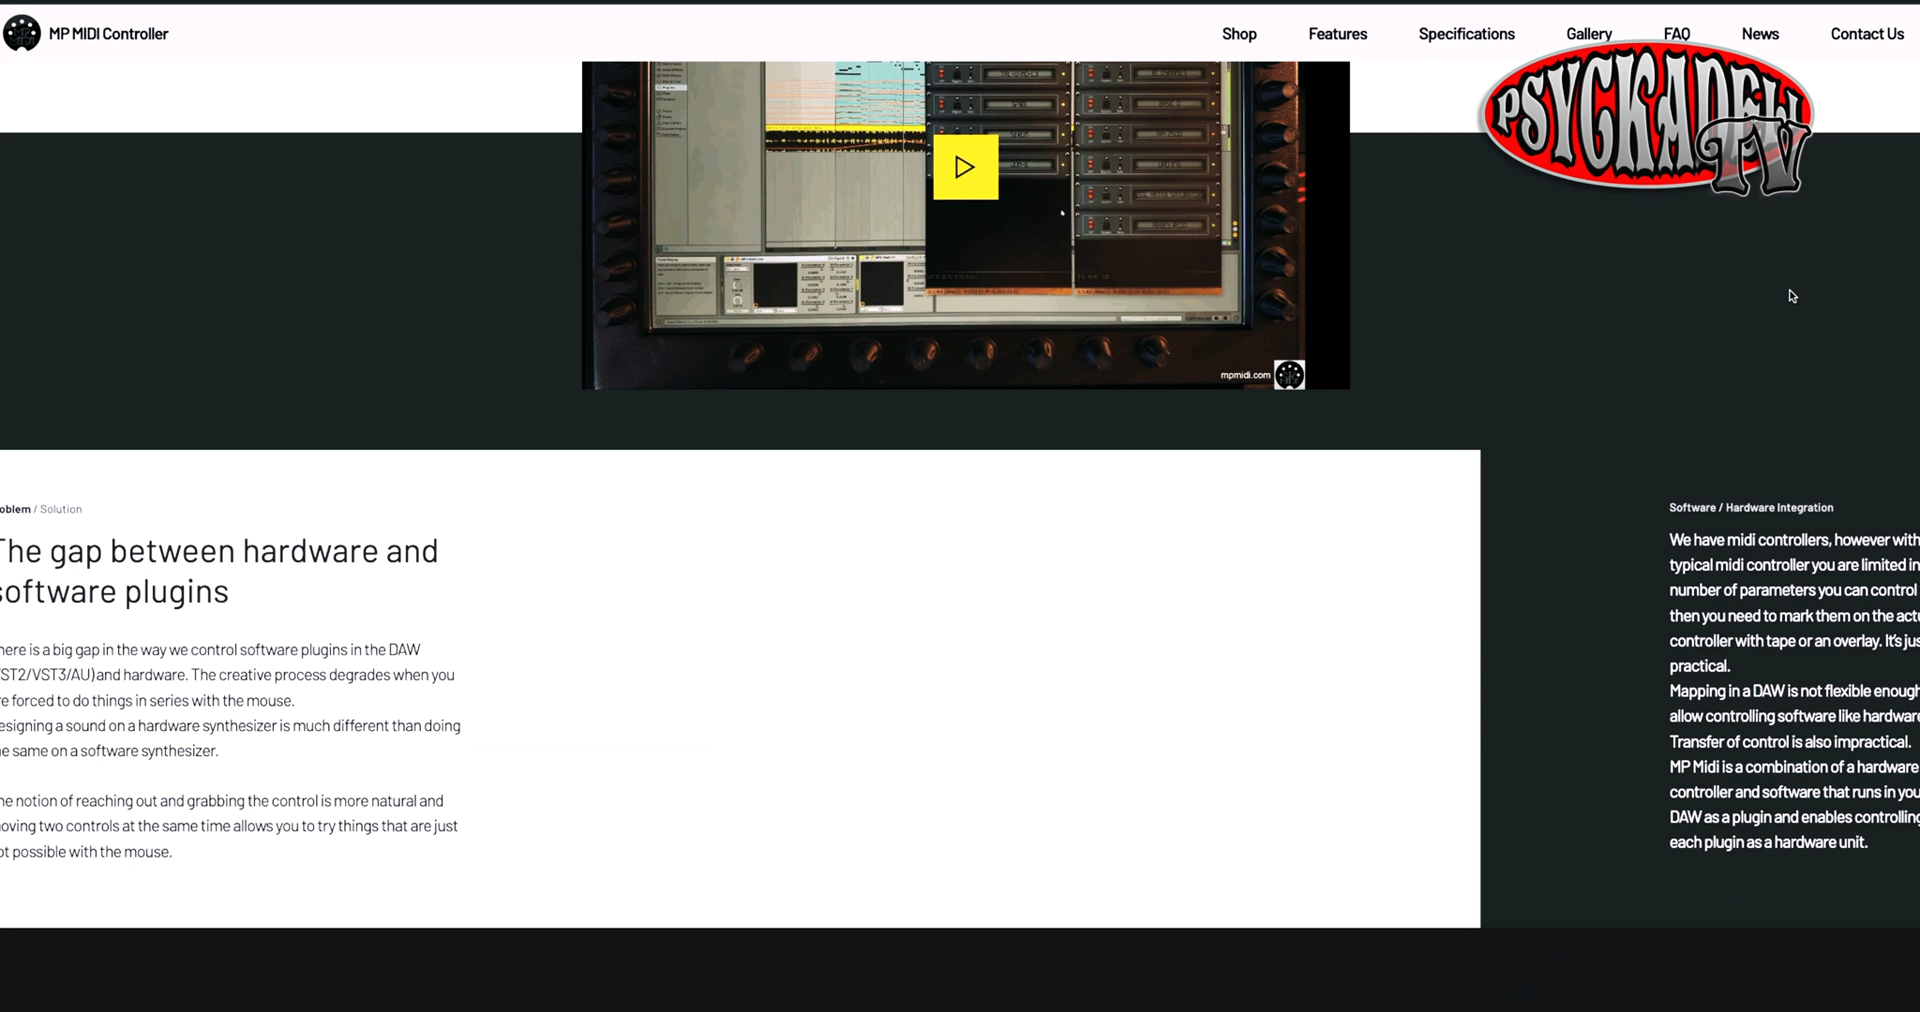 MP MIDI Controller
Shop
Features
Specifications
Gallery
FAQ
News
Contact Us
PSYCKADELI
TV
mpmidi.com
oblem / Solution
The gap between hardware and
software plugins
here is a big gap in the way we control software plugins in the DAW
ST2/VST3/AU) and hardware. The creative process degrades when you
re forced to do things in series with the mouse.
esigning a sound on a hardware synthesizer is much different than doing
e same on a software synthesizer.
he notion of reaching out and grabbing the control is more natural and
oving two controls at the same time allows you to try things that are just
ot possible with the mouse.
Software / Hardware Integration
We have midi controllers, however with
typical midi controller you are limited in
number of parameters you can control
then you need to mark them on the actu
controller with tape or an overlay. It's jus
practical.
Mapping in a DAW is not flexible enough
allow controlling software like hardware
Transfer of control is also impractical.
MP Midi is a combination of a hardware
controller and software that runs in you
DAW as a plugin and enables controlling
each plugin as a hardware unit.